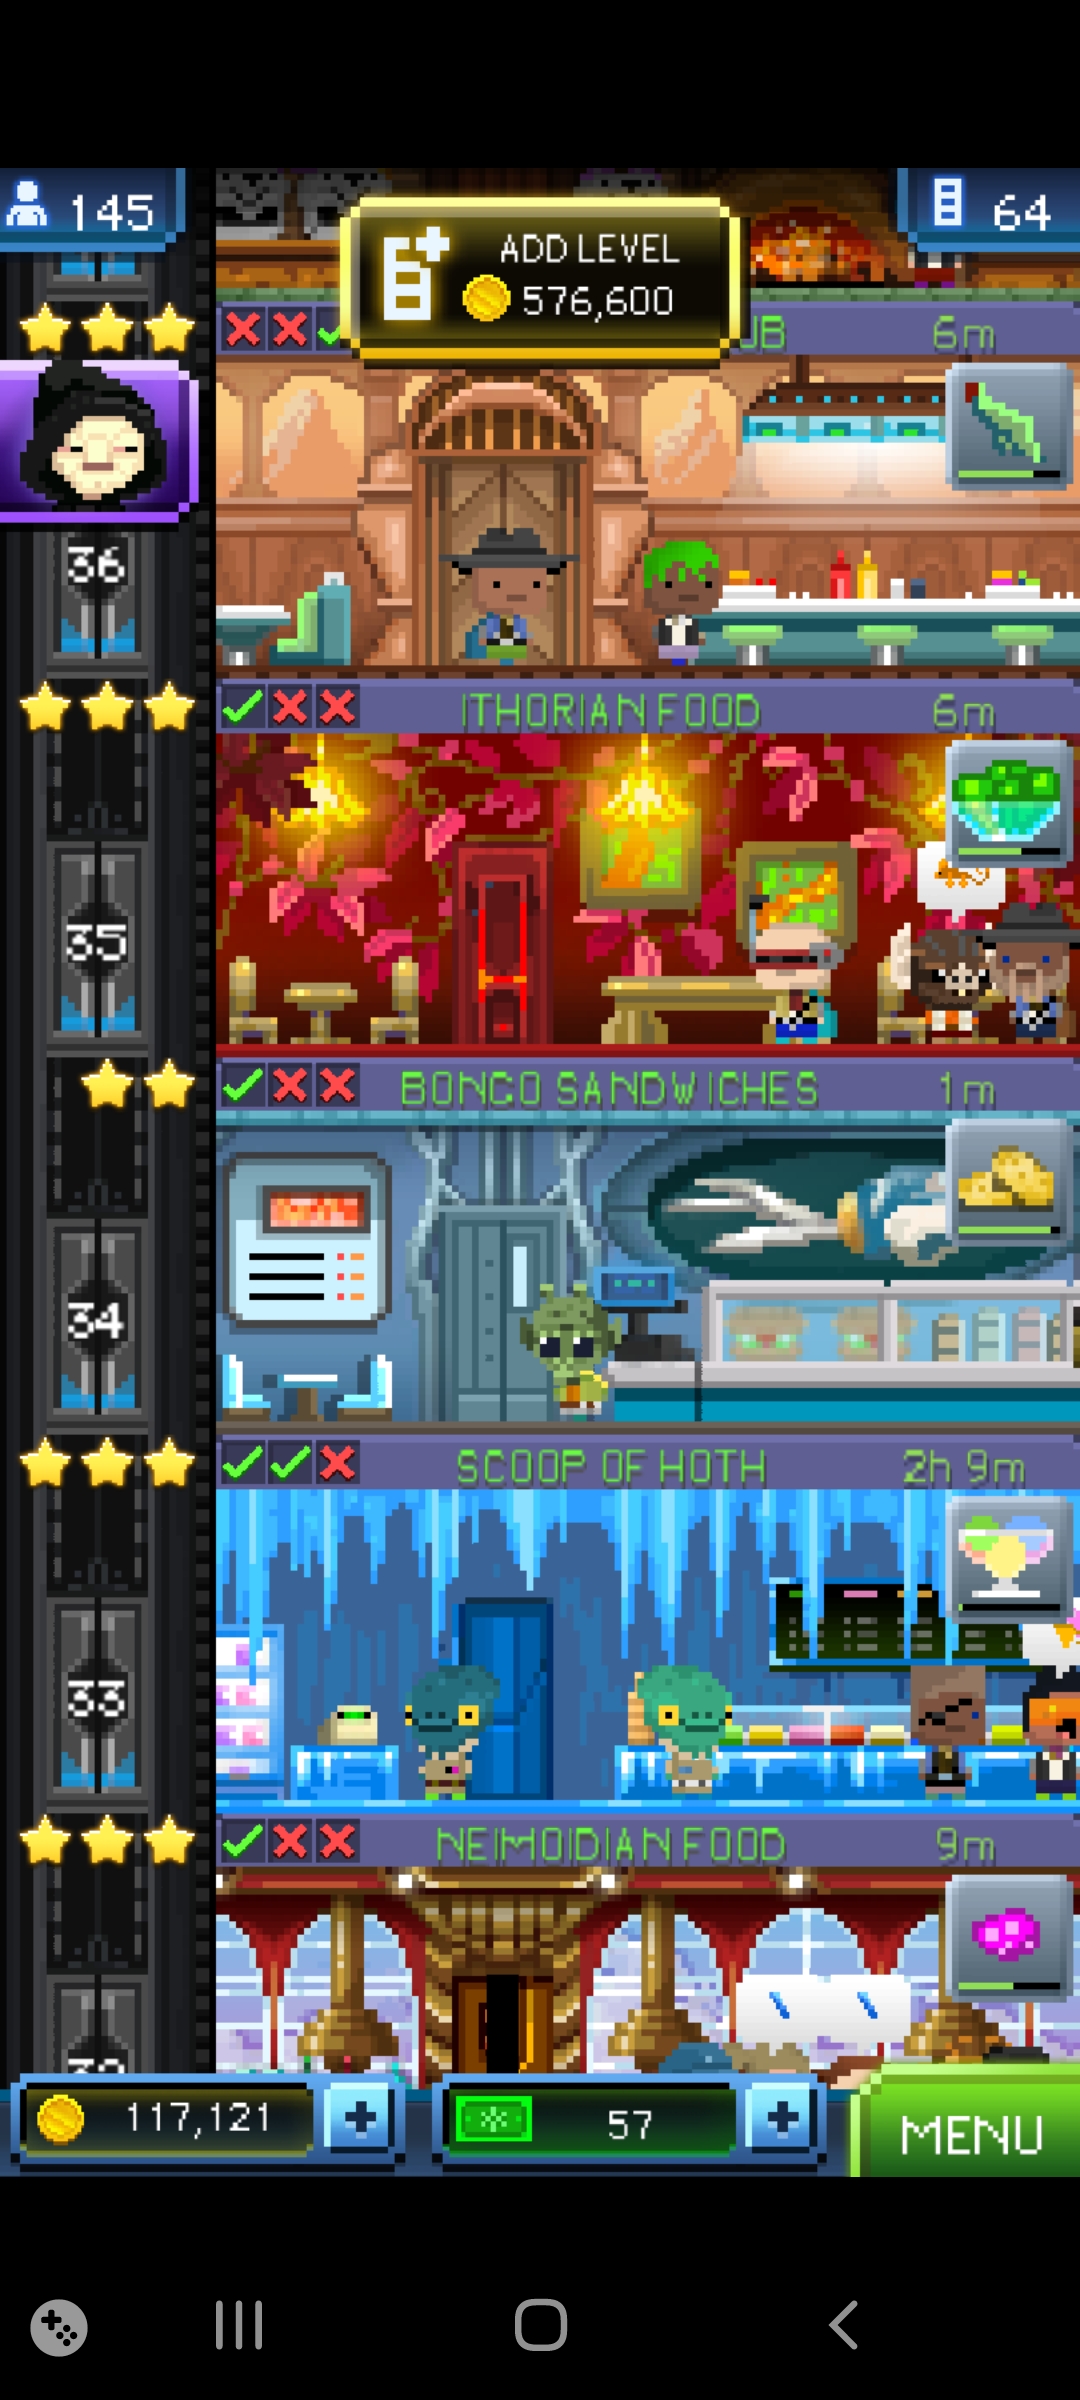 145
ADD LEVEL
576,600
64
6m
36
ITHORIAN FOOD
6m
35
BONGO SANDWICHES
1m
34
SCOOP OF HOTH
2h 9m
33
NEIMOIDIAN FOOD
9m
117,121
57
MENU